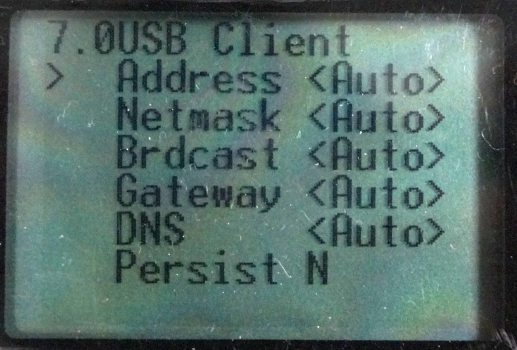 7.0USB Client
>  Address <Auto>
   Netmask <Auto>
   Brdcast <Auto>
   Gateway <Auto>
   DNS     <Auto>
   Persist N